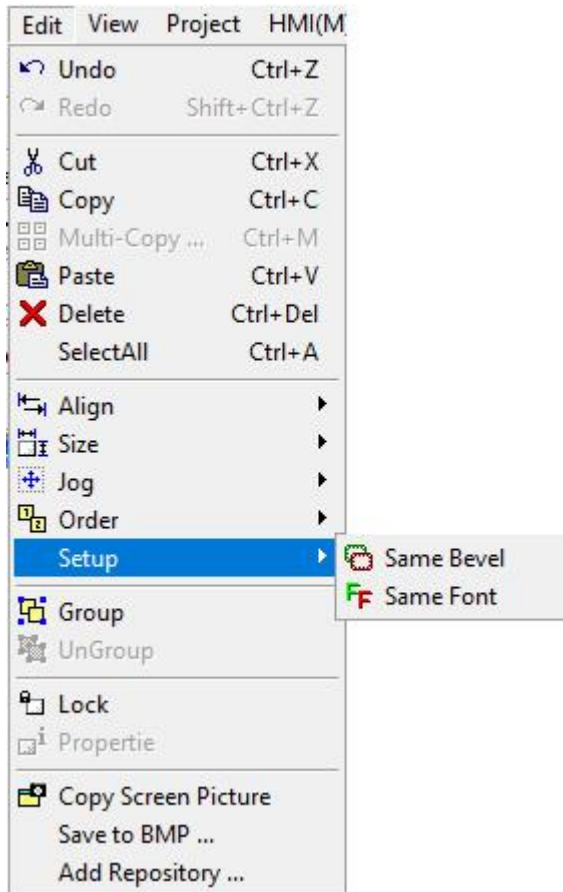 Edit View Project HMI(M
Undo Ctrl+Z
Redo Shift+Ctrl+Z
Cut Ctrl+X
Copy Ctrl+C
Multi-Copy ... Ctrl+M
Paste Ctrl+V
Delete Ctrl+Del
SelectAll Ctrl+A
Align
Size
Jog
Order
Setup
Same Bevel
Same Font
Group
UnGroup
Lock
Propertie
Copy Screen Picture
Save to BMP ...
Add Repository ...